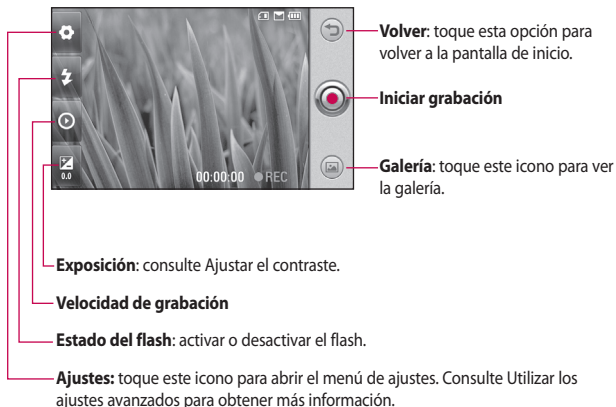 Volver: toque esta opción para
volver a la pantalla de inicio.
Iniciar grabación
Galería: toque este icono para ver
la galería.
0.0
00:00:00 REC
Exposición: consulte Ajustar el contraste.
Velocidad de grabación
Estado del flash: activar o desactivar el flash.
Ajustes: toque este icono para abrir el menú de ajustes. Consulte Utilizar los
ajustes avanzados para obtener más información.